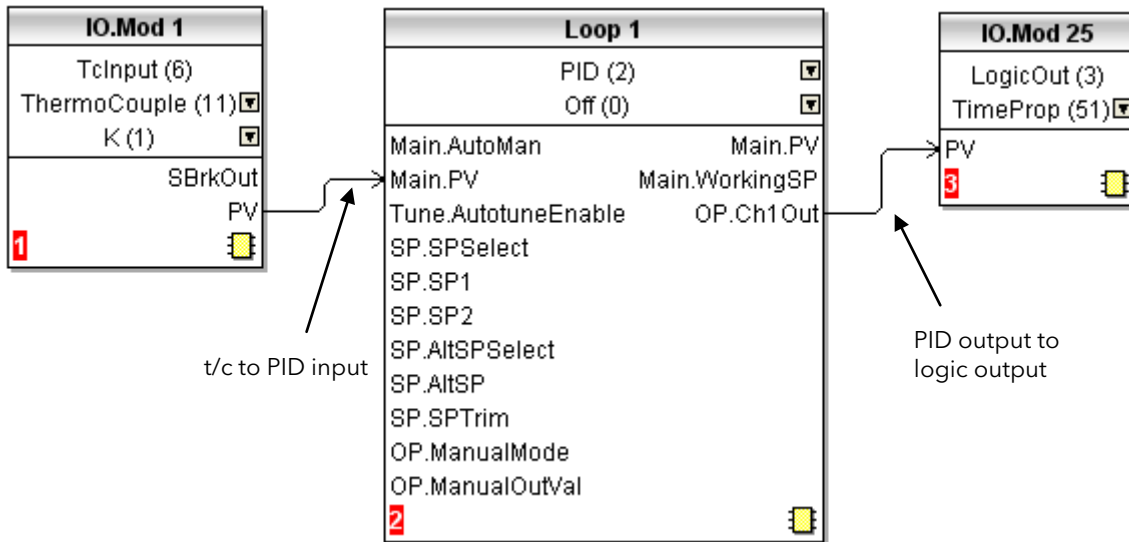 IO.Mod 1
TcInput (6)
ThermoCouple (11)
K (1)
SBrkOut
PV
1
t/c to PID input
Loop 1
PID (2)
Off (0)
Main.AutoMan Main.PV
Main.PV Main.WorkingSP
Tune.AutotuneEnable OP.Ch1Out
SP.SPSelect
SP.SP1
SP.SP2
SP.AltSPSelect
SP.AltSP
SP.SPTrim
OP.ManualMode
OP.ManualOutVal
2
IO.Mod 25
LogicOut (3)
TimeProp (51)
PV
3
PID output to
logic output